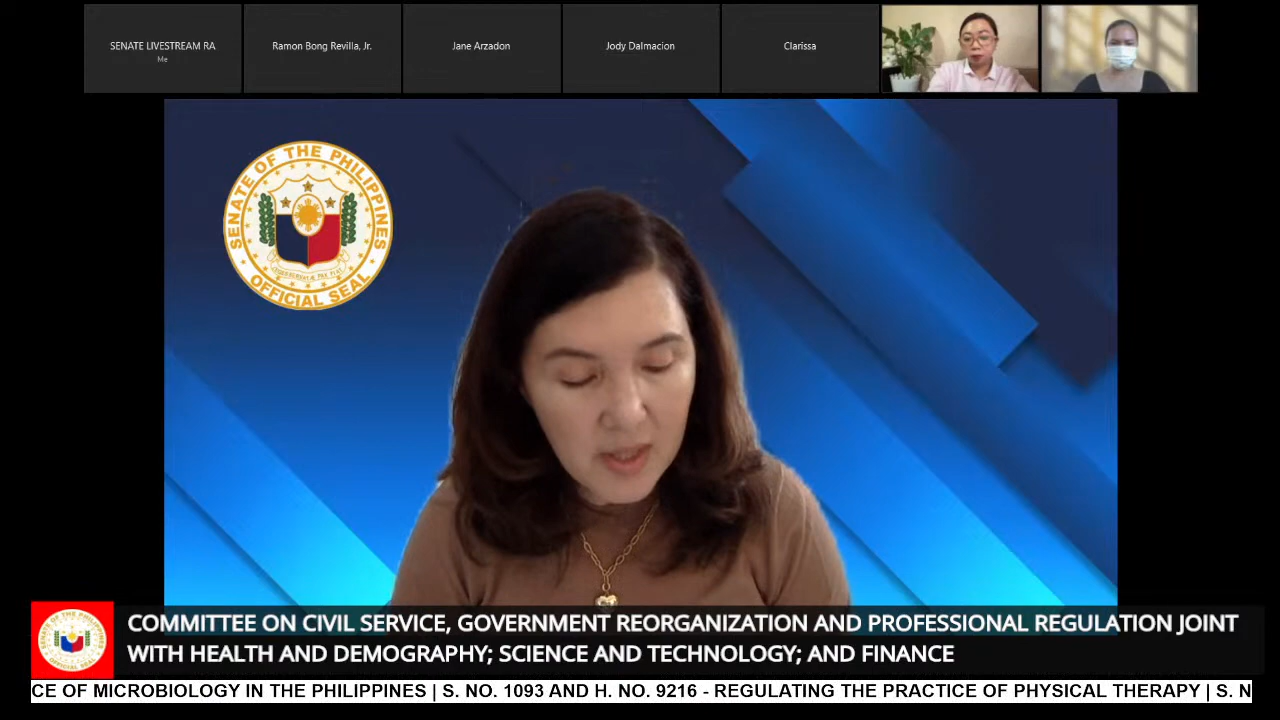 SENATE LIVESTREAM RA
Me
Ramon Bong Revilla, Jr.
Jane Arzadon
Jody Dalmacion
Clarissa
SENATE OF THE PHILIPPINES
OFFICIAL SEAL
COMMITTEE ON CIVIL SERVICE, GOVERNMENT REORGANIZATION AND PROFESSIONAL REGULATION JOINT
WITH HEALTH AND DEMOGRAPHY; SCIENCE AND TECHNOLOGY; AND FINANCE
CE OF MICROBIOLOGY IN THE PHILIPPINES | S. NO. 1093 AND H. NO. 9216 - REGULATING THE PRACTICE OF PHYSICAL THERAPY | S. N